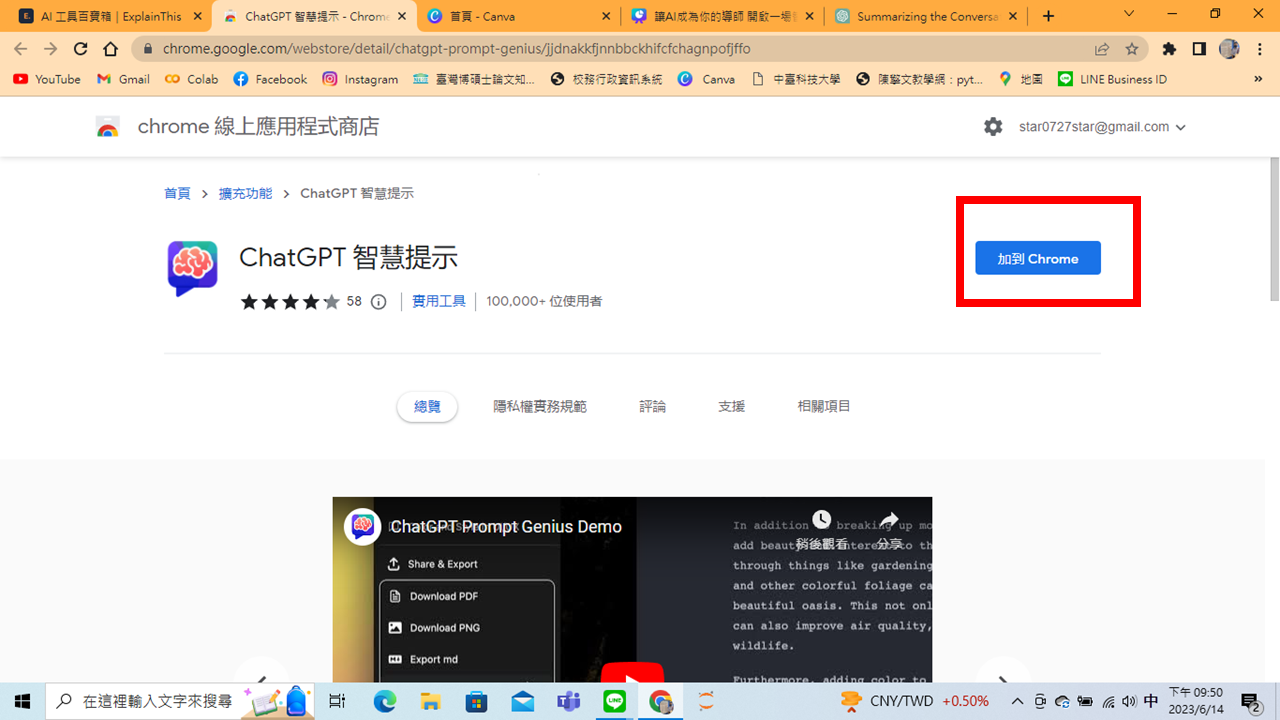 AI 工具百寶箱 | ExplainThis
ChatGPT 智慧提示 - Chrome
首頁 - Canva
讓AI成為你的導師 開啟一場
Summarizing the Conversa
chrome.google.com/webstore/detail/chatgpt-prompt-genius/jjdnakkfjnnbbckhifcfchagnpofjffo
YouTube
Gmail
Colab
Facebook
Instagram
臺灣博碩士論文知...
校務行政資訊系統
Canva
中臺科技大學
陳擎文教學網：pyt...
地圖
LINE Business ID
»
chrome 線上應用程式商店
star0727star@gmail.com
首頁 > 擴充功能 > ChatGPT 智慧提示
ChatGPT 智慧提示
加到 Chrome
58
實用工具
100,000+ 位使用者
總覽
隱私權實務規範
評論
支援
相關項目
ChatGPT Prompt Genius Demo
稍後觀看
分享
Share & Export
Download PDF
Download PNG
Export md
In addition breaking up mo
add beaut to th
through things like gardening
and other colorful foliage ca
beautiful oasis. This not onl
can also improve air quality,
wildlife.
Furthermore, adding color to
在這裡輸入文字來搜尋
CNY/TWD +0.50%
中
下午 09:50
2023/6/14
2